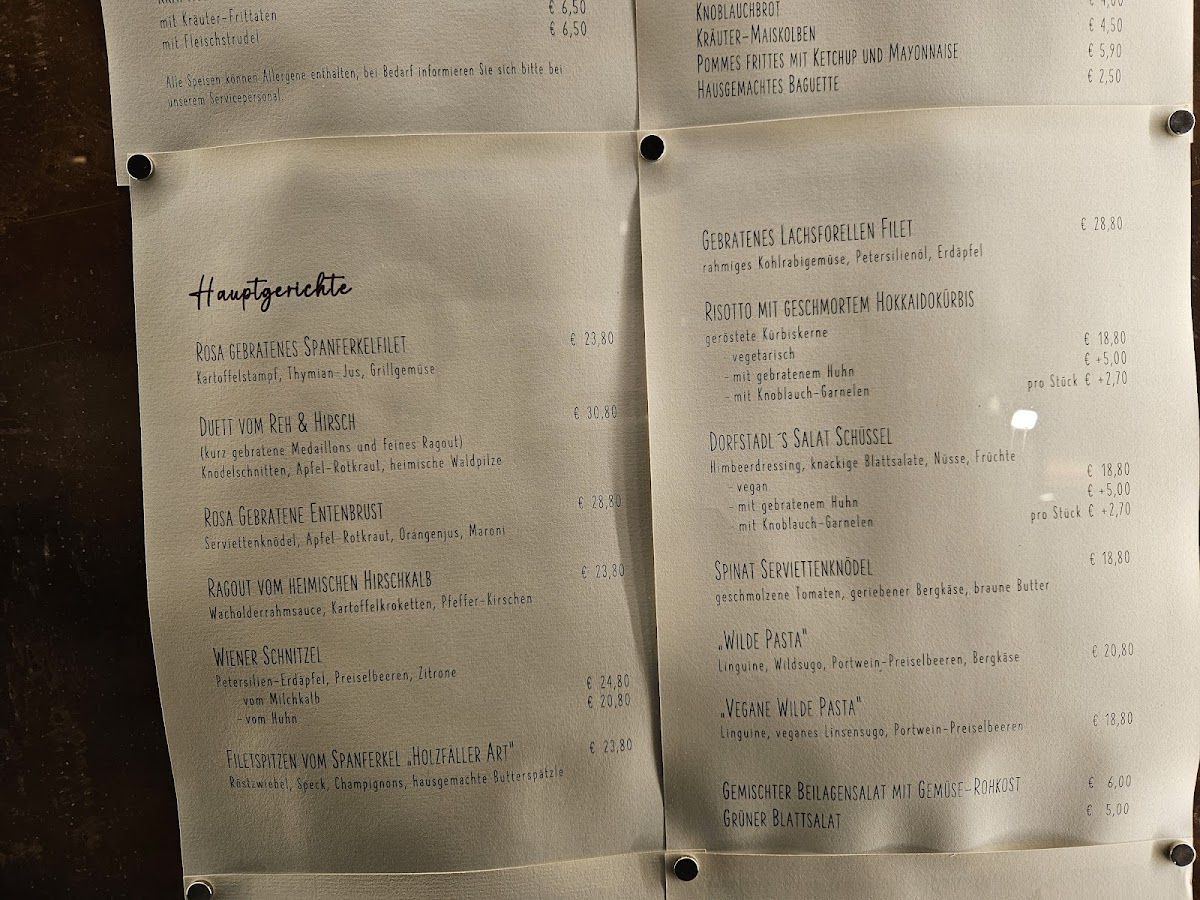 mit Kräuter-Frittaten € 6,50
mit Fleischstrudel € 6,50
Alle Speisen können Allergene enthalten, bei Bedarf informieren Sie sich bitte bei
unserem Servicepersonal.
Knoblauchbrot
Kräuter-Maiskolben € 4,50
Pommes frittes mit Ketchup und Mayonnaise € 5,90
Hausgemachtes Baguette € 2,50
Hauptgerichte
Rosa gebratenes Spanferkelfilet € 23,80
Kartoffelstampf, Thymian-Jus, Grillgemüse
Duett vom Reh & Hirsch € 30,80
(kurz gebratene Medaillons und feines Ragout)
Knödelschnitten, Apfel-Rotkraut, heimische Waldpilze
Rosa Gebratene Entenbrust € 28,80
Serviettenknödel, Apfel-Rotkraut, Orangenjus, Maroni
Ragout vom heimischen Hirschkalb € 23,80
Wacholderrahmsauce, Kartoffelkroketten, Pfeffer-Kirschen
Wiener Schnitzel
Petersilien-Erdäpfel, Preiselbeeren, Zitrone
vom Milchkalb € 24,80
- vom Huhn € 20,80
Filetspitzen vom Spanferkel „Holzfäller Art" € 23,80
Röstzwiebel, Speck, Champignons, hausgemachte Butterspätzle
Gebratenes Lachsforellen Filet € 28,80
rahmiges Kohlrabigemüse, Petersilienöl, Erdäpfel
Risotto mit geschmortem Hokkaidokürbis
geröstete Kürbiskerne
- vegetarisch € 18,80
- mit gebratenem Huhn € +5,00
- mit Knoblauch-Garnelen pro Stück € +2,70
Dorfstadl´s Salat Schüssel
Himbeerdressing, knackige Blattsalate, Nüsse, Früchte
- vegan € 18,80
- mit gebratenem Huhn € +5,00
- mit Knoblauch-Garnelen pro Stück € +2,70
Spinat Serviettenknödel € 18,80
geschmolzene Tomaten, geriebener Bergkäse, braune Butter
„Wilde Pasta" € 20,80
Linguine, Wildsugo, Portwein-Preiselbeeren, Bergkäse
„Vegane Wilde Pasta" € 18,80
Linguine, veganes Linsensugo, Portwein-Preiselbeeren
Gemischter Beilagensalat mit Gemüse-Rohkost € 6,00
Grüner Blattsalat € 5,00